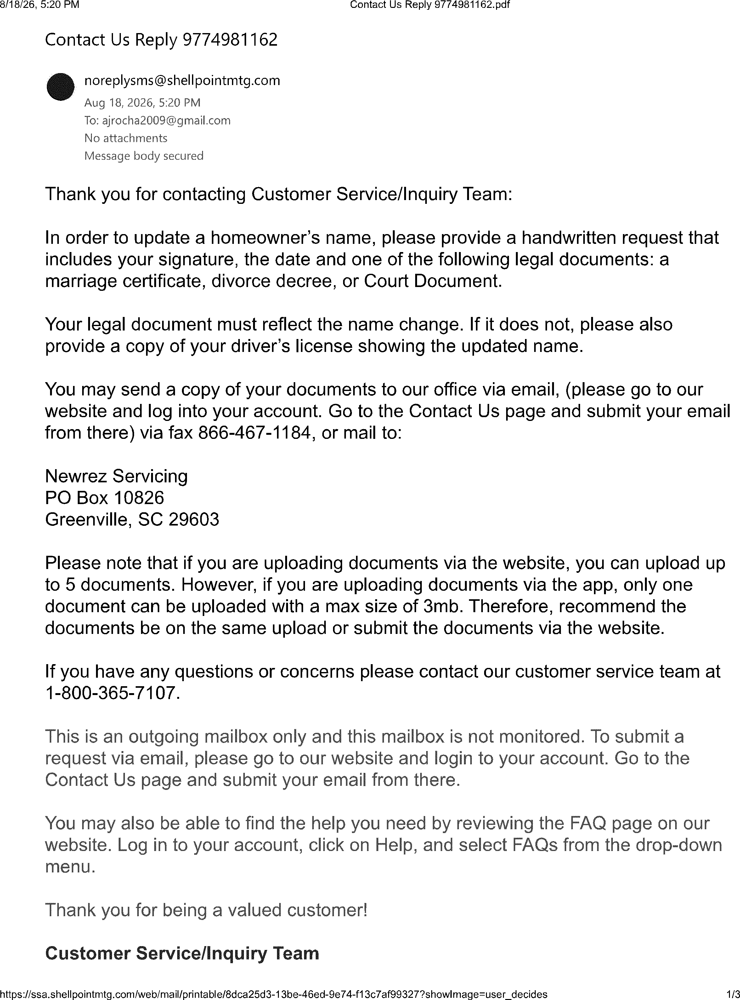 8/18/26, 5:20 PM
Contact Us Reply 9774981162.pdf
Contact Us Reply 9774981162
noreplysms@shellpointmtg.com
Aug 18, 2026, 5:20 PM
To: ajrocha2009@gmail.com
No attachments
Message body secured
Thank you for contacting Customer Service/Inquiry Team:
In order to update a homeowner’s name, please provide a handwritten request that
includes your signature, the date and one of the following legal documents: a
marriage certificate, divorce decree, or Court Document.
Your legal document must reflect the name change. If it does not, please also
provide a copy of your driver’s license showing the updated name.
You may send a copy of your documents to our office via email, (please go to our
website and log into your account. Go to the Contact Us page and submit your email
from there) via fax 866-467-1184, or mail to:
Newrez Servicing
PO Box 10826
Greenville, SC 29603
Please note that if you are uploading documents via the website, you can upload up
to 5 documents. However, if you are uploading documents via the app, only one
document can be uploaded with a max size of 3mb. Therefore, recommend the
documents be on the same upload or submit the documents via the website.
If you have any questions or concerns please contact our customer service team at
1-800-365-7107.
This is an outgoing mailbox only and this mailbox is not monitored. To submit a
request via email, please go to our website and login to your account. Go to the
Contact Us page and submit your email from there.
You may also be able to find the help you need by reviewing the FAQ page on our
website. Log in to your account, click on Help, and select FAQs from the drop-down
menu.
Thank you for being a valued customer!
Customer Service/Inquiry Team
https://ssa.shellpointmtg.com/web/mail/printable/8dca25d3-13be-46ed-9e74-f13c7af99327?showImage=user_decides
1/3